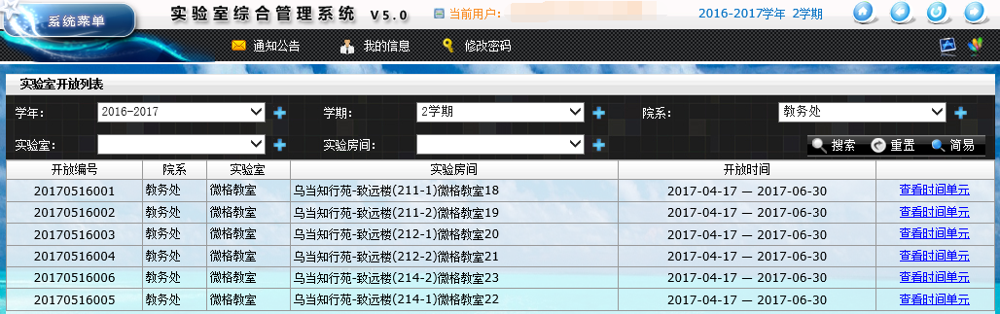 系统菜单 实验室综合管理系统 V5.0 当前用户： 2016-2017学年 2学期
通知公告 我的信息 修改密码
实验室开放列表
学年： 2016-2017 学期： 2学期 院系： 教务处
实验室： 实验房间： 搜索 重置 简易
开放编号 院系 实验室 实验房间 开放时间
20170516001 教务处 微格教室 乌当知行苑-致远楼(211-1)微格教室18 2017-04-17 — 2017-06-30 查看时间单元
20170516002 教务处 微格教室 乌当知行苑-致远楼(211-2)微格教室19 2017-04-17 — 2017-06-30 查看时间单元
20170516003 教务处 微格教室 乌当知行苑-致远楼(212-1)微格教室20 2017-04-17 — 2017-06-30 查看时间单元
20170516004 教务处 微格教室 乌当知行苑-致远楼(212-2)微格教室21 2017-04-17 — 2017-06-30 查看时间单元
20170516006 教务处 微格教室 乌当知行苑-致远楼(214-2)微格教室23 2017-04-17 — 2017-06-30 查看时间单元
20170516005 教务处 微格教室 乌当知行苑-致远楼(214-1)微格教室22 2017-04-17 — 2017-06-30 查看时间单元